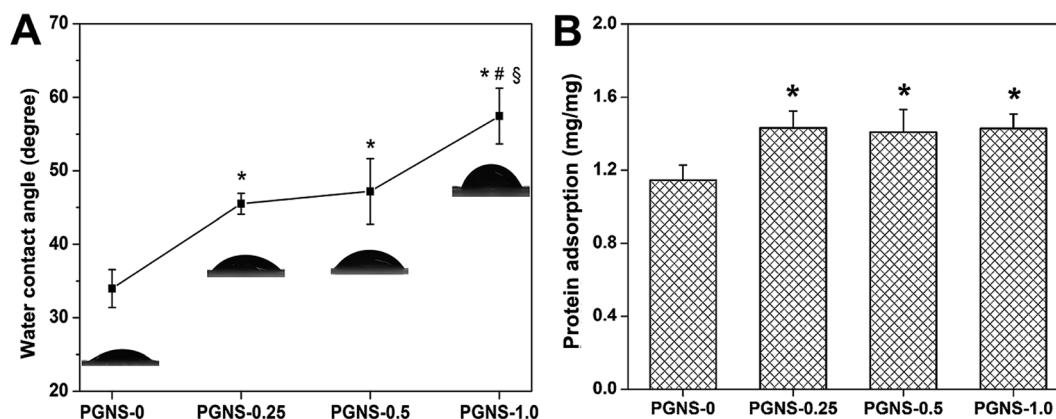 A
Water contact angle (degree)
70
60
50
40
30
20
*
*
* # §
PGNS-0 PGNS-0.25 PGNS-0.5 PGNS-1.0
B
Protein adsorption (mg/mg)
2.0
1.6
1.2
0.8
0.4
0.0
* * *
PGNS-0 PGNS-0.25 PGNS-0.5 PGNS-1.0